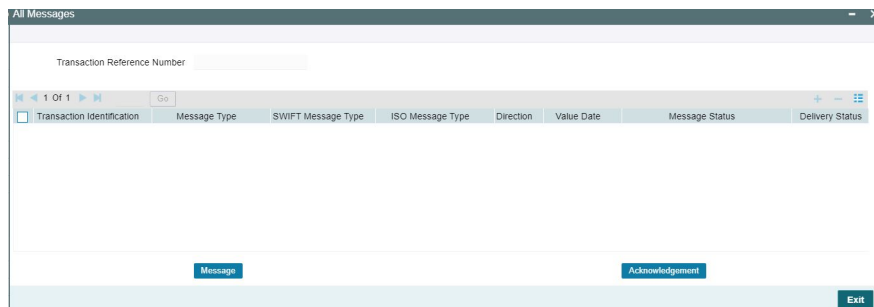 All Messages
Transaction Reference Number
1 Of 1 Go
Transaction Identification Message Type SWIFT Message Type ISO Message Type Direction Value Date Message Status Delivery Status
Message Acknowledgement
Exit